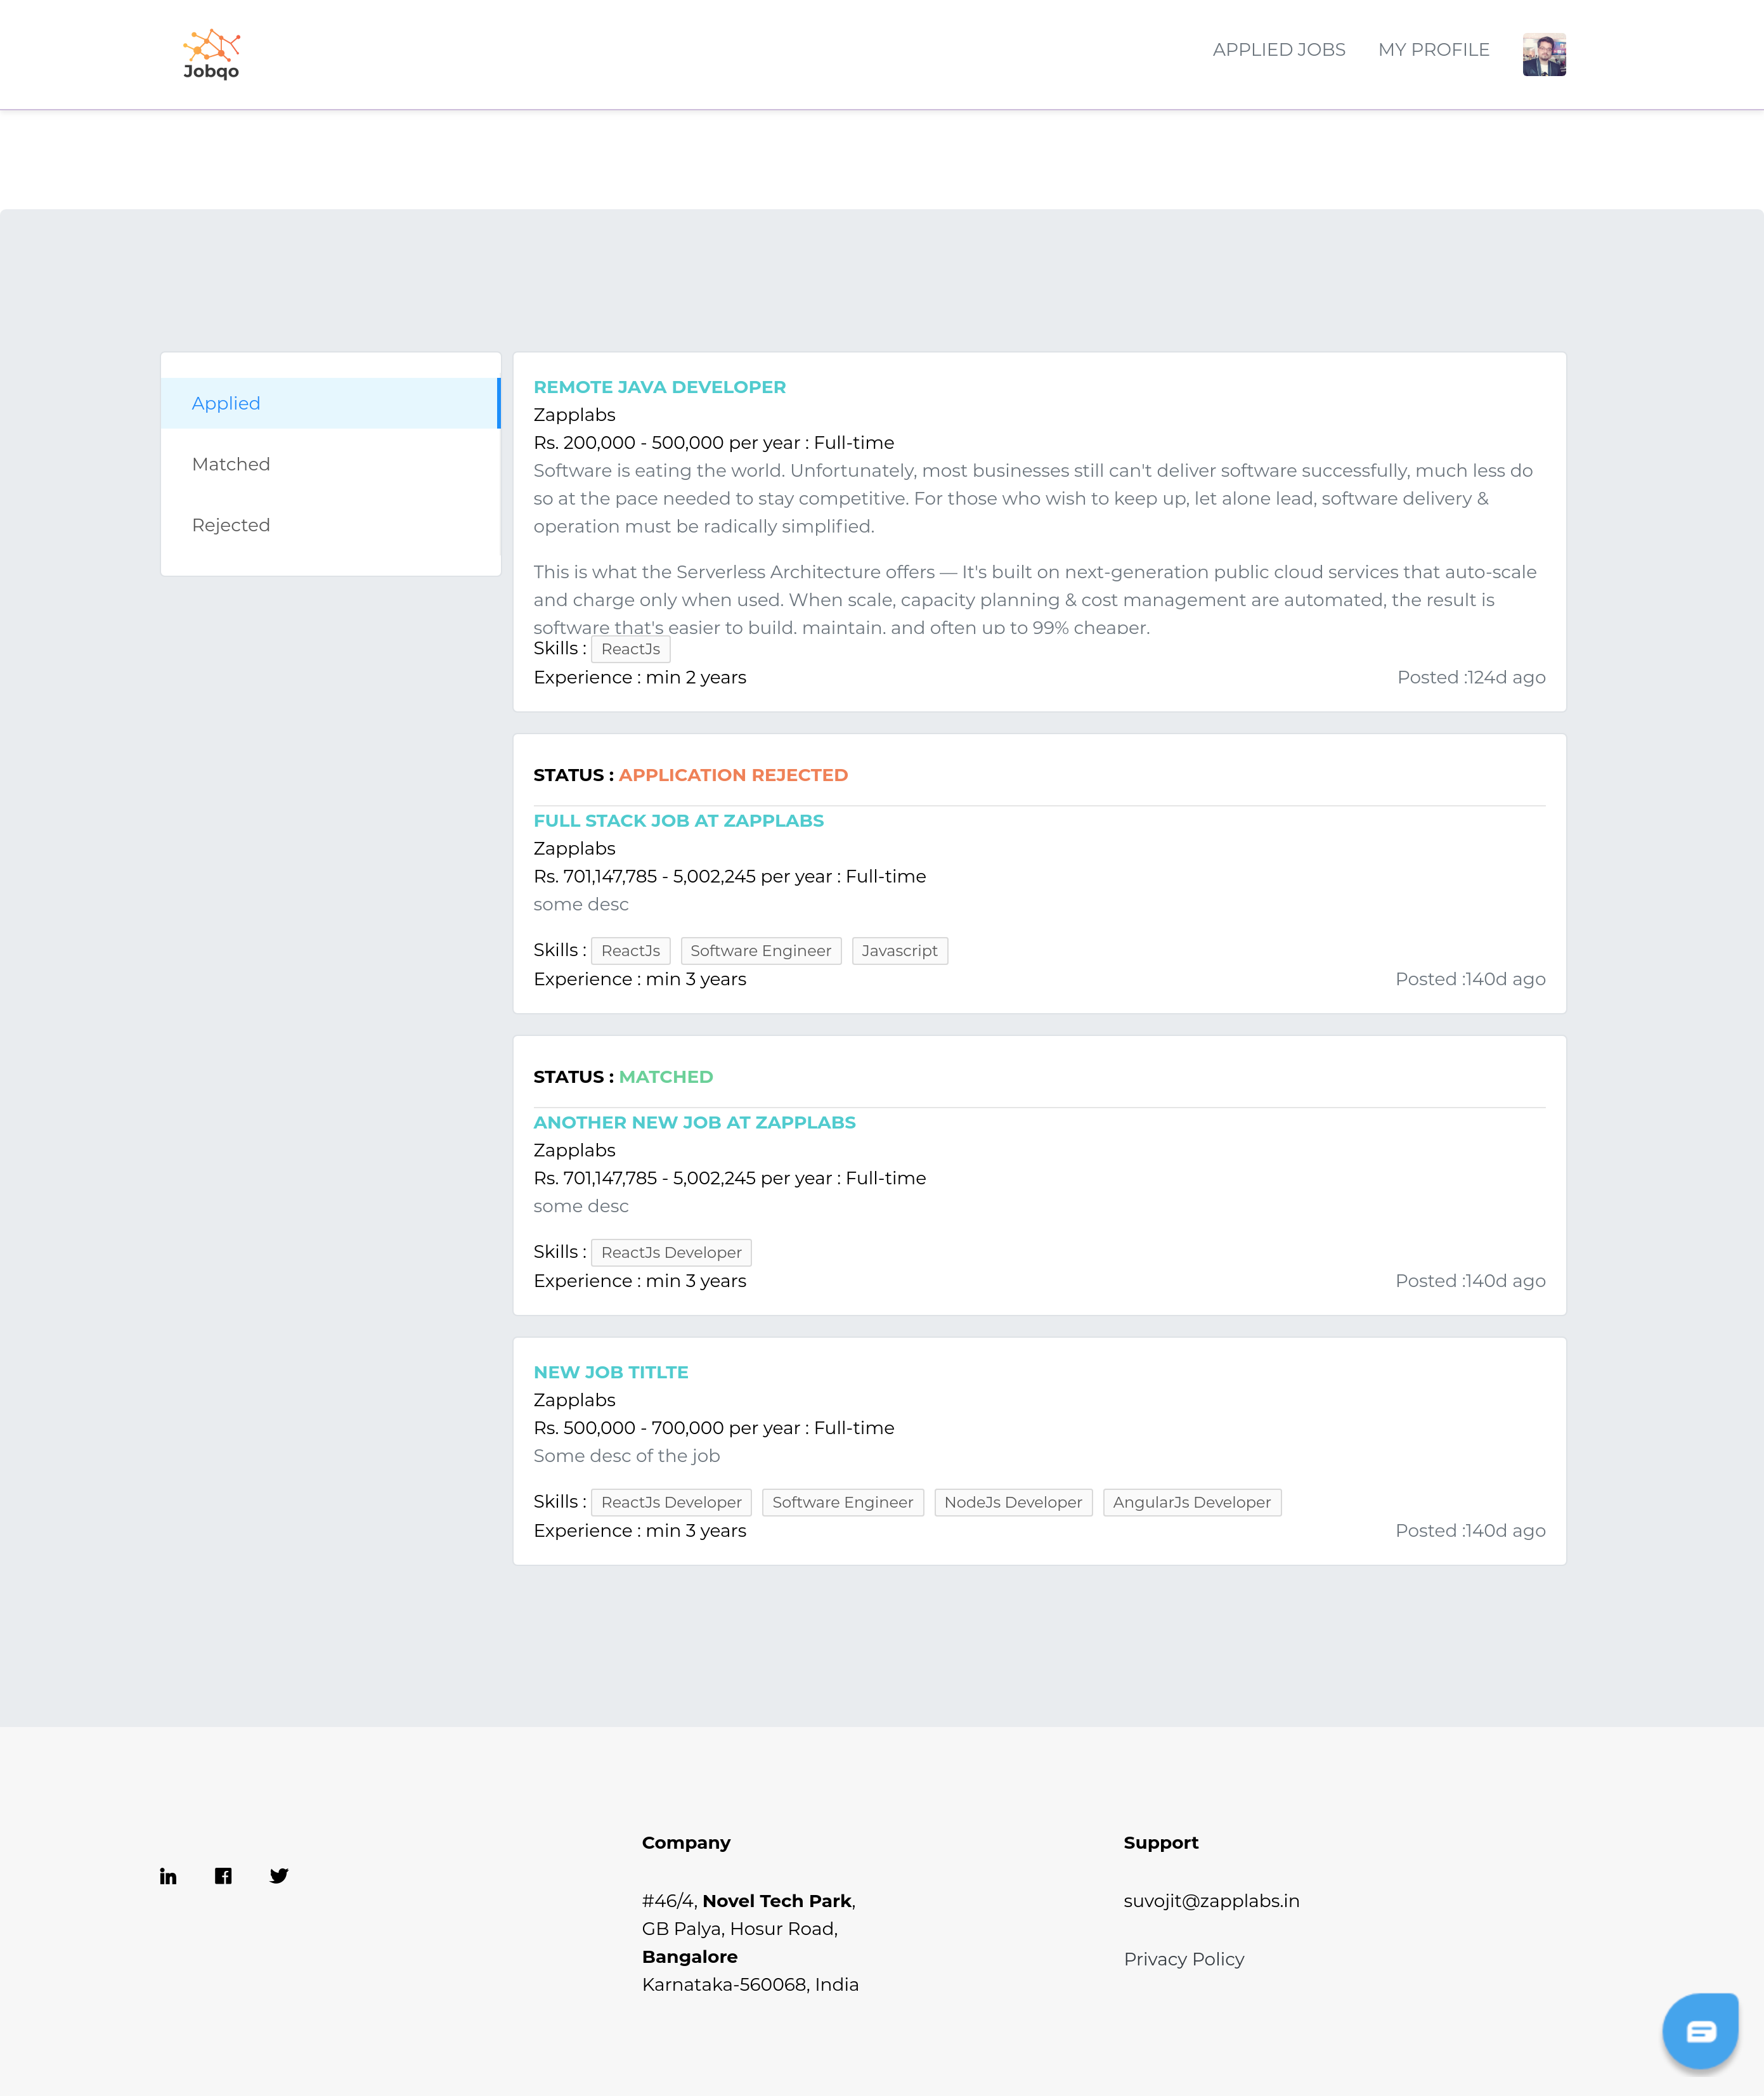 Jobqo
APPLIED JOBS
MY PROFILE
Applied
Matched
Rejected
REMOTE JAVA DEVELOPER
Zapplabs
Rs. 200,000 - 500,000 per year : Full-time
Software is eating the world. Unfortunately, most businesses still can't deliver software successfully, much less do
so at the pace needed to stay competitive. For those who wish to keep up, let alone lead, software delivery &
operation must be radically simplified.
This is what the Serverless Architecture offers — It's built on next-generation public cloud services that auto-scale
and charge only when used. When scale, capacity planning & cost management are automated, the result is
software that's easier to build, maintain, and often up to 99% cheaper.
Skills : ReactJs
Experience : min 2 years
Posted :124d ago
STATUS : APPLICATION REJECTED
FULL STACK JOB AT ZAPPLABS
Zapplabs
Rs. 701,147,785 - 5,002,245 per year : Full-time
some desc
Skills : ReactJs Software Engineer Javascript
Experience : min 3 years
Posted :140d ago
STATUS : MATCHED
ANOTHER NEW JOB AT ZAPPLABS
Zapplabs
Rs. 701,147,785 - 5,002,245 per year : Full-time
some desc
Skills : ReactJs Developer
Experience : min 3 years
Posted :140d ago
NEW JOB TITLTE
Zapplabs
Rs. 500,000 - 700,000 per year : Full-time
Some desc of the job
Skills : ReactJs Developer Software Engineer NodeJs Developer AngularJs Developer
Experience : min 3 years
Posted :140d ago
Company
#46/4, Novel Tech Park,
GB Palya, Hosur Road,
Bangalore
Karnataka-560068, India
Support
suvojit@zapplabs.in
Privacy Policy